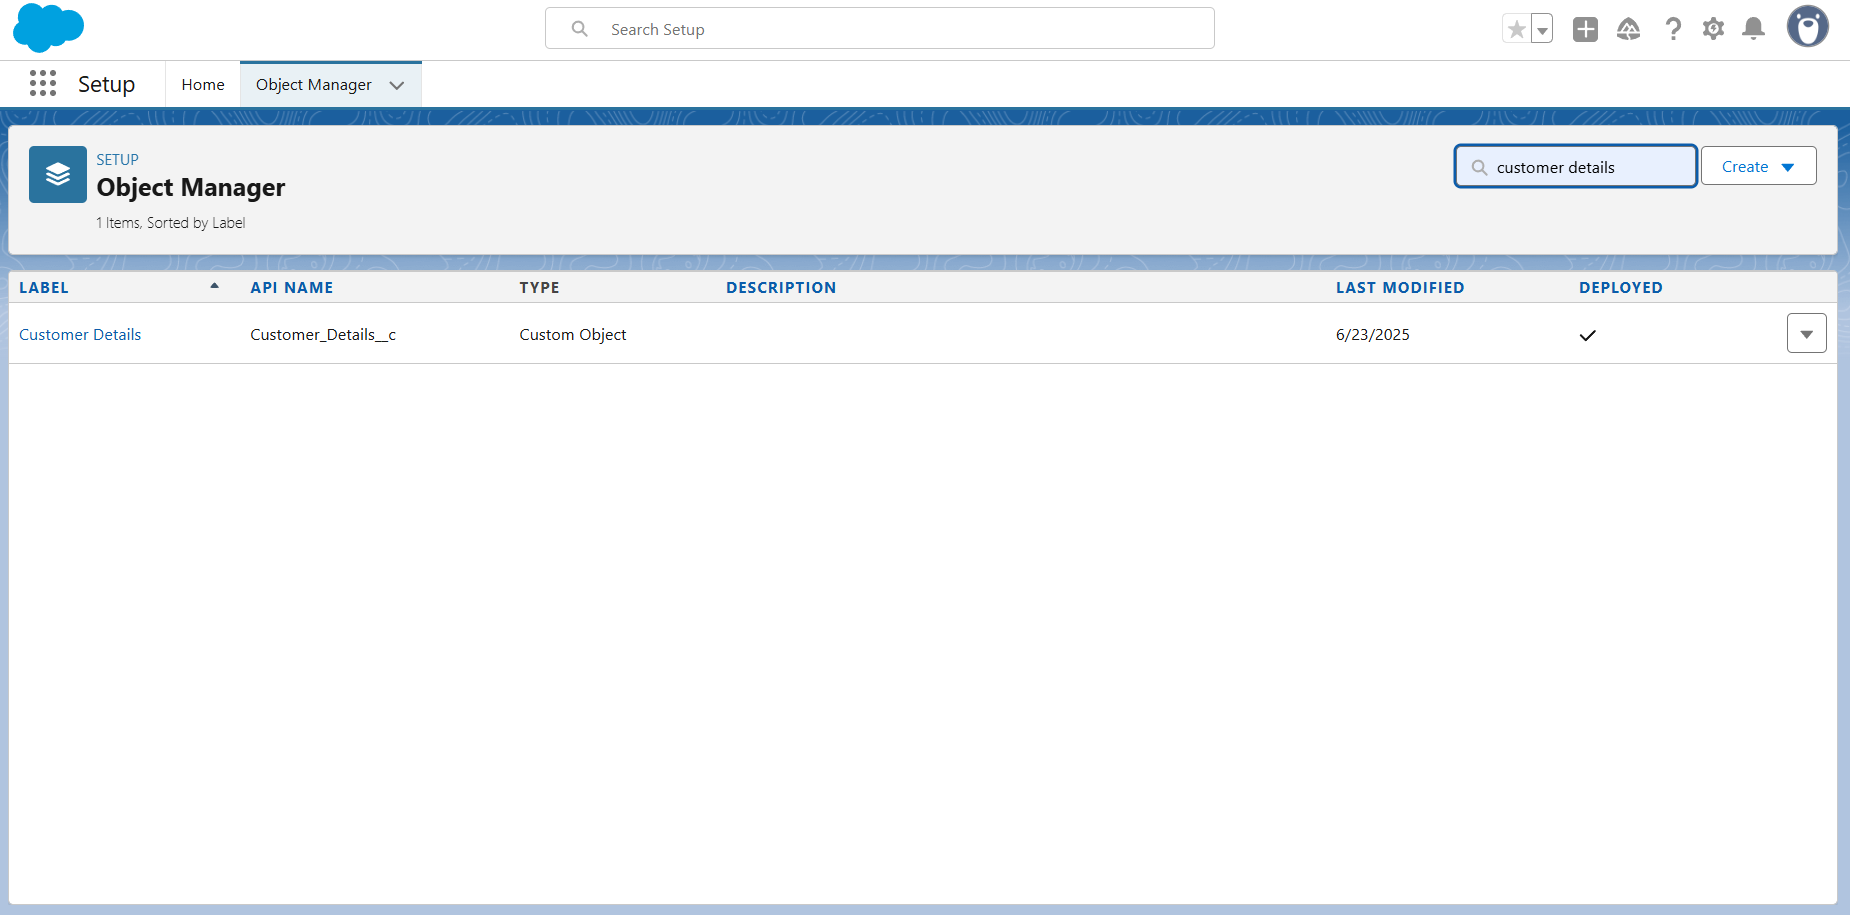 Search Setup
Setup
Home
Object Manager
SETUP
Object Manager
1 Items, Sorted by Label
customer details
Create
LABEL
API NAME
TYPE
DESCRIPTION
LAST MODIFIED
DEPLOYED
Customer Details
Customer_Details__c
Custom Object
6/23/2025